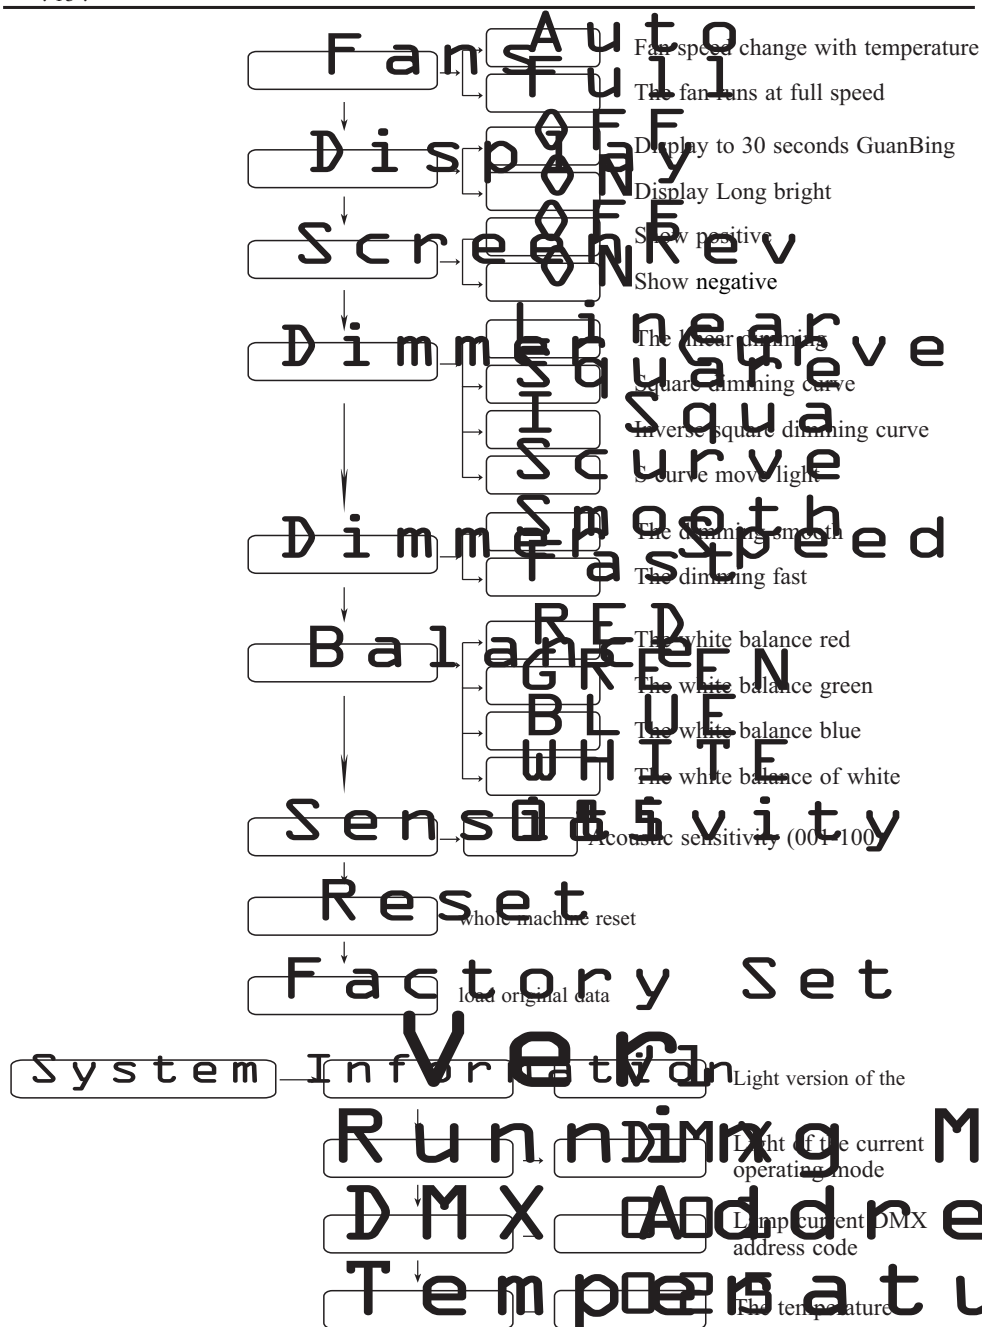 Fans
Auto
Fan speed change with temperature
Full
The fan runs at full speed
Display
OFF
Display to 30 seconds GuanBing
ON
Display Long bright
ScreenRev
OFF
Show positive
ON
Show negative
Dimmer Curve
Linear
The linear dimming
Square
Square dimming curve
I Squa
Inverse square dimming curve
S curve
S curve move light
Dimmer Speed
Smooth
The dimming smooth
Fast
The dimming fast
Balance
RED
The white balance red
GREEN
The white balance green
BLUE
The white balance blue
WHITE
The white balance of white
Sensitivity
Acoustic sensitivity (001-100)
Reset
whole machine reset
Factory Set
load original data
System Information
Ver
V1
Light version of the
Running M
DMX
Light of the current
operating mode
DMX Addre
Lamp current DMX
address code
Temperatu
The temperature